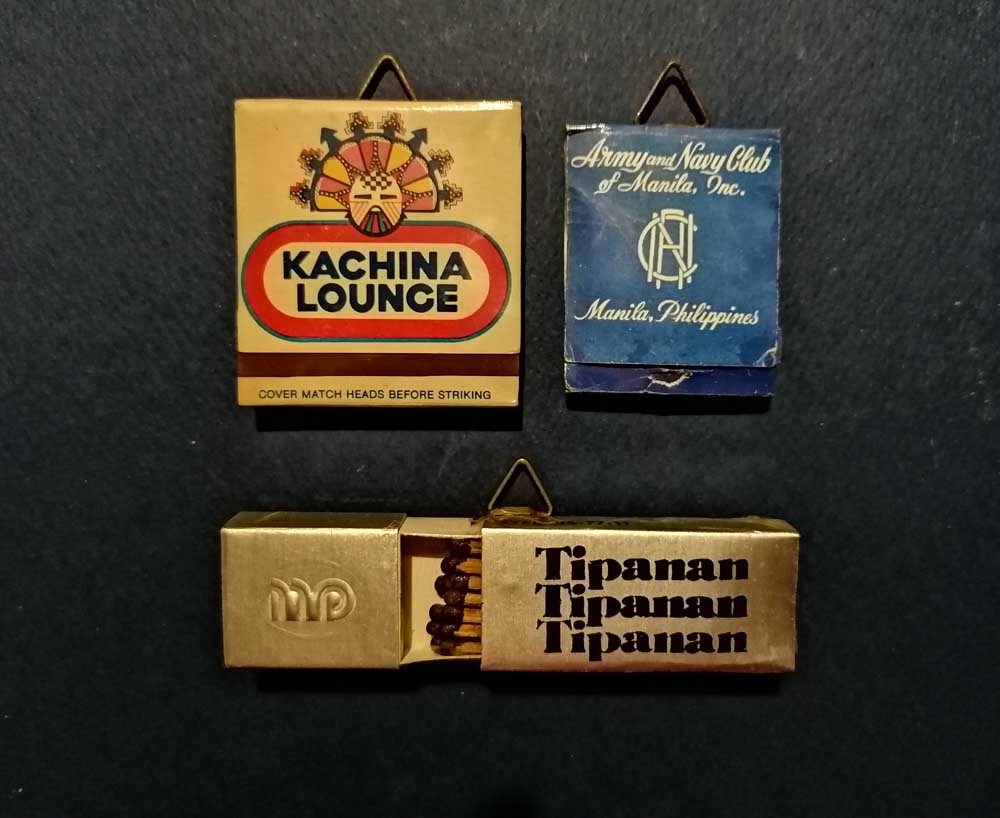 KACHINA
LOUNGE
COVER MATCH HEADS BEFORE STRIKING
Army and Navy Club
of Manila, Inc.
Manila, Philippines
Tipanan
Tipanan
Tipanan